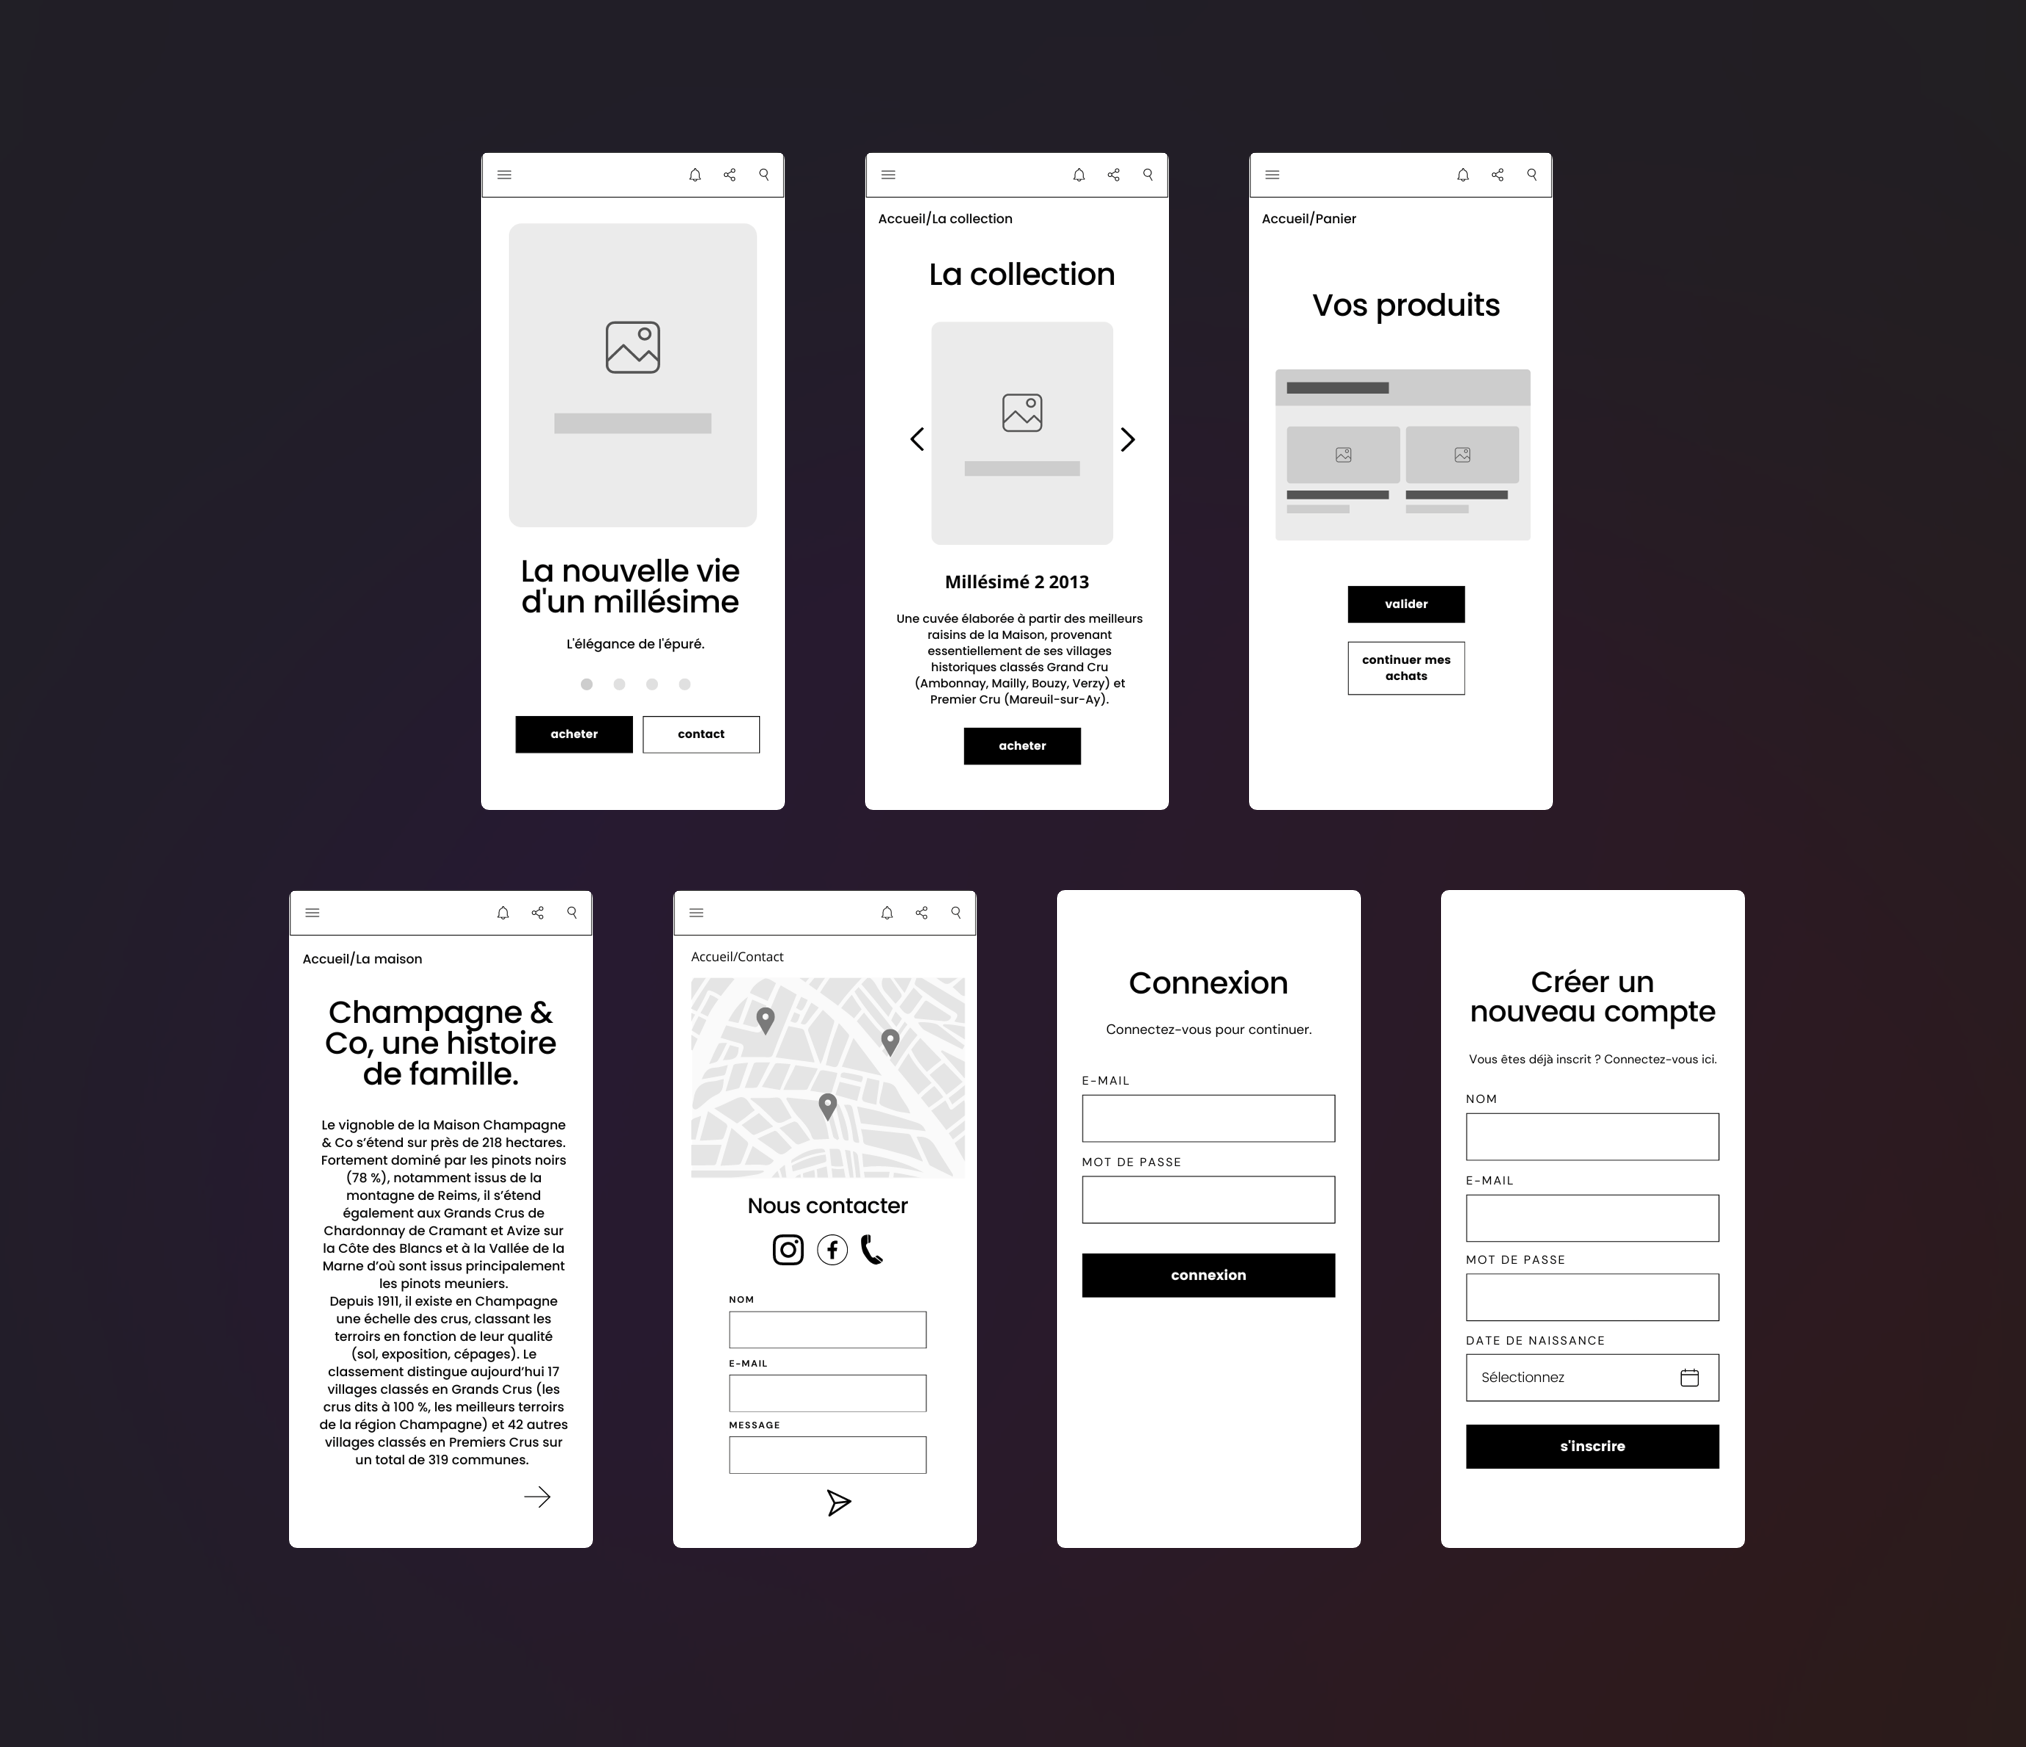 La nouvelle vie
d'un millésime
L'élégance de l'épuré.
acheter
contact
Accueil/La collection
La collection
Millésimé 2 2013
Une cuvée élaborée à partir des meilleurs
raisins de la Maison, provenant
essentiellement de ses villages
historiques classés Grand Cru
(Ambonnay, Mailly, Bouzy, Verzy) et
Premier Cru (Mareuil-sur-Ay).
acheter
Accueil/Panier
Vos produits
valider
continuer mes
achats
Accueil/La maison
Champagne &
Co, une histoire
de famille.
Le vignoble de la Maison Champagne
& Co s’étend sur près de 218 hectares.
Fortement dominé par les pinots noirs
(78 %), notamment issus de la
montagne de Reims, il s’étend
également aux Grands Crus de
Chardonnay de Cramant et Avize sur
la Côte des Blancs et à la Vallée de la
Marne d’où sont issus principalement
les pinots meuniers.
Depuis 1911, il existe en Champagne
une échelle des crus, classant les
terroirs en fonction de leur qualité
(sol, exposition, cépages). Le
classement distingue aujourd’hui 17
villages classés en Grands Crus (les
crus dits à 100 %, les meilleurs terroirs
de la région Champagne) et 42 autres
villages classés en Premiers Crus sur
un total de 319 communes.
Accueil/Contact
Nous contacter
NOM
E-MAIL
MESSAGE
Connexion
Connectez-vous pour continuer.
E-MAIL
MOT DE PASSE
connexion
Créer un
nouveau compte
Vous êtes déjà inscrit ? Connectez-vous ici.
NOM
E-MAIL
MOT DE PASSE
DATE DE NAISSANCE
Sélectionnez
s'inscrire